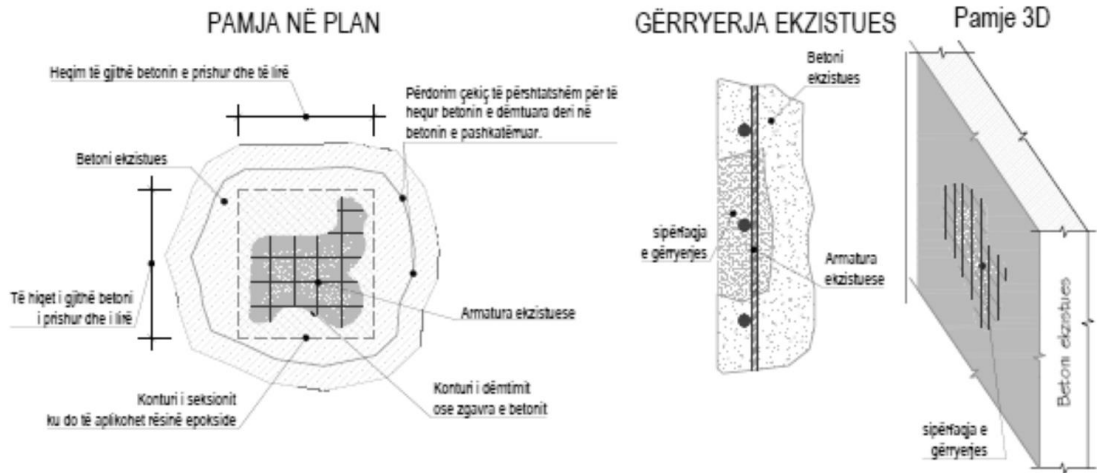 PAMJA NË PLAN
Heqim të gjithë betonin e prishur dhe të lirë
Përdorim çekiç të përshtatshëm për të
hequr betonin e dëmtuara deri në
betonin e pashkatërruar.
Betoni ekzistues
Të hiqet i gjithë betoni
i prishur dhe i lirë
Armatura ekzistuese
Konturi i seksionit
ku do të aplikohet rësinë epokside
Konturi i dëmtimit
ose zgavra e betonit
GËRRYERJA EKZISTUES
Betoni
ekzistues
sipërfaqja
e gërryerjes
Armatura
ekzistuese
Pamje 3D
Betoni ekzistues
sipërfaqja e
gërryerjes